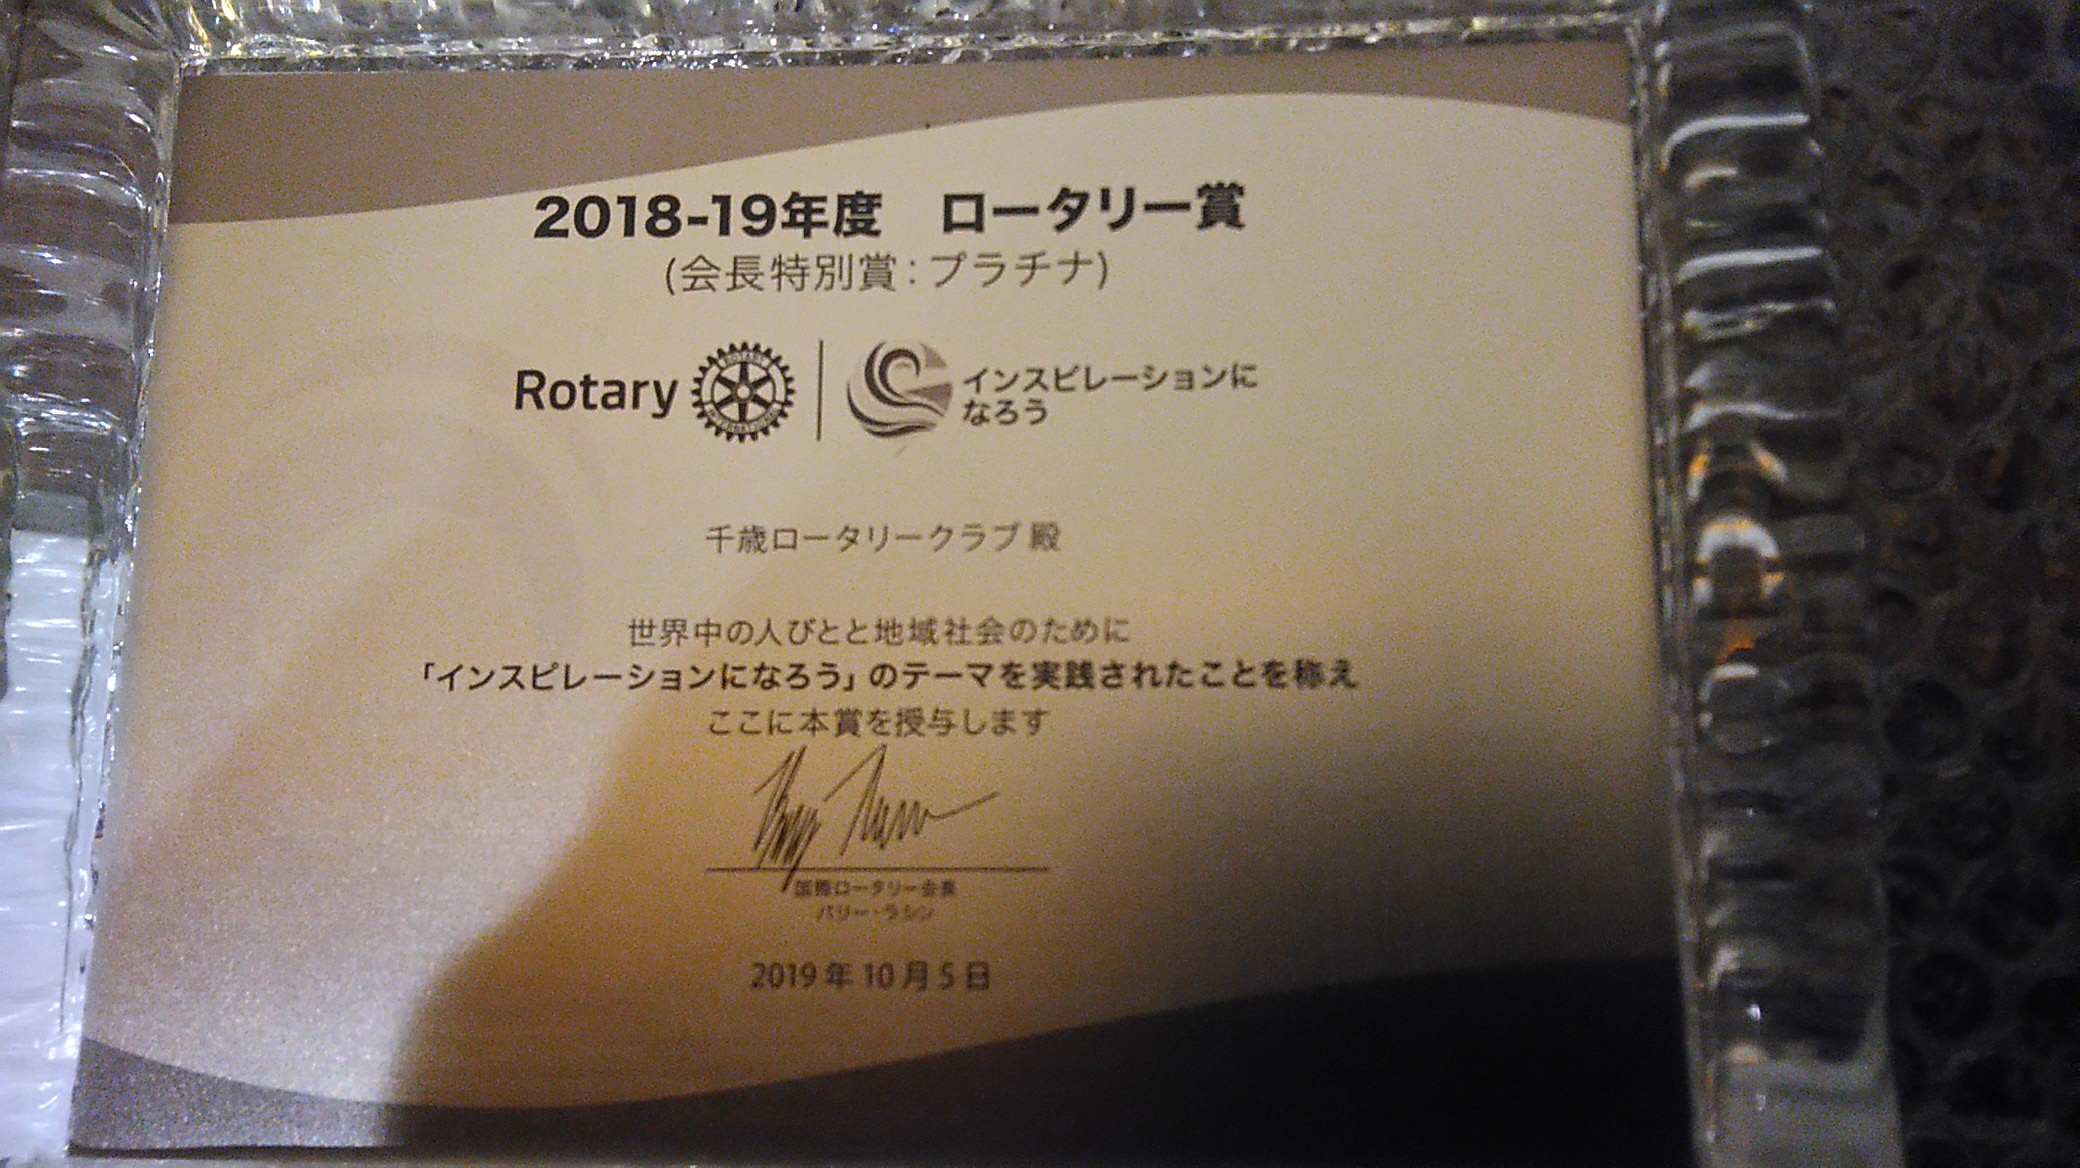 2018-19年度　ロータリー賞
(会長特別賞：プラチナ)
Rotary
ROTARY
INTERNATIONAL
インスピレーションに
なろう
千歳ロータリークラブ 殿
世界中の人びとと地域社会のために
「インスピレーションになろう」のテーマを実践されたことを称え
ここに本賞を授与します
国際ロータリー会長
バリー・ラシン
2019年10月5日